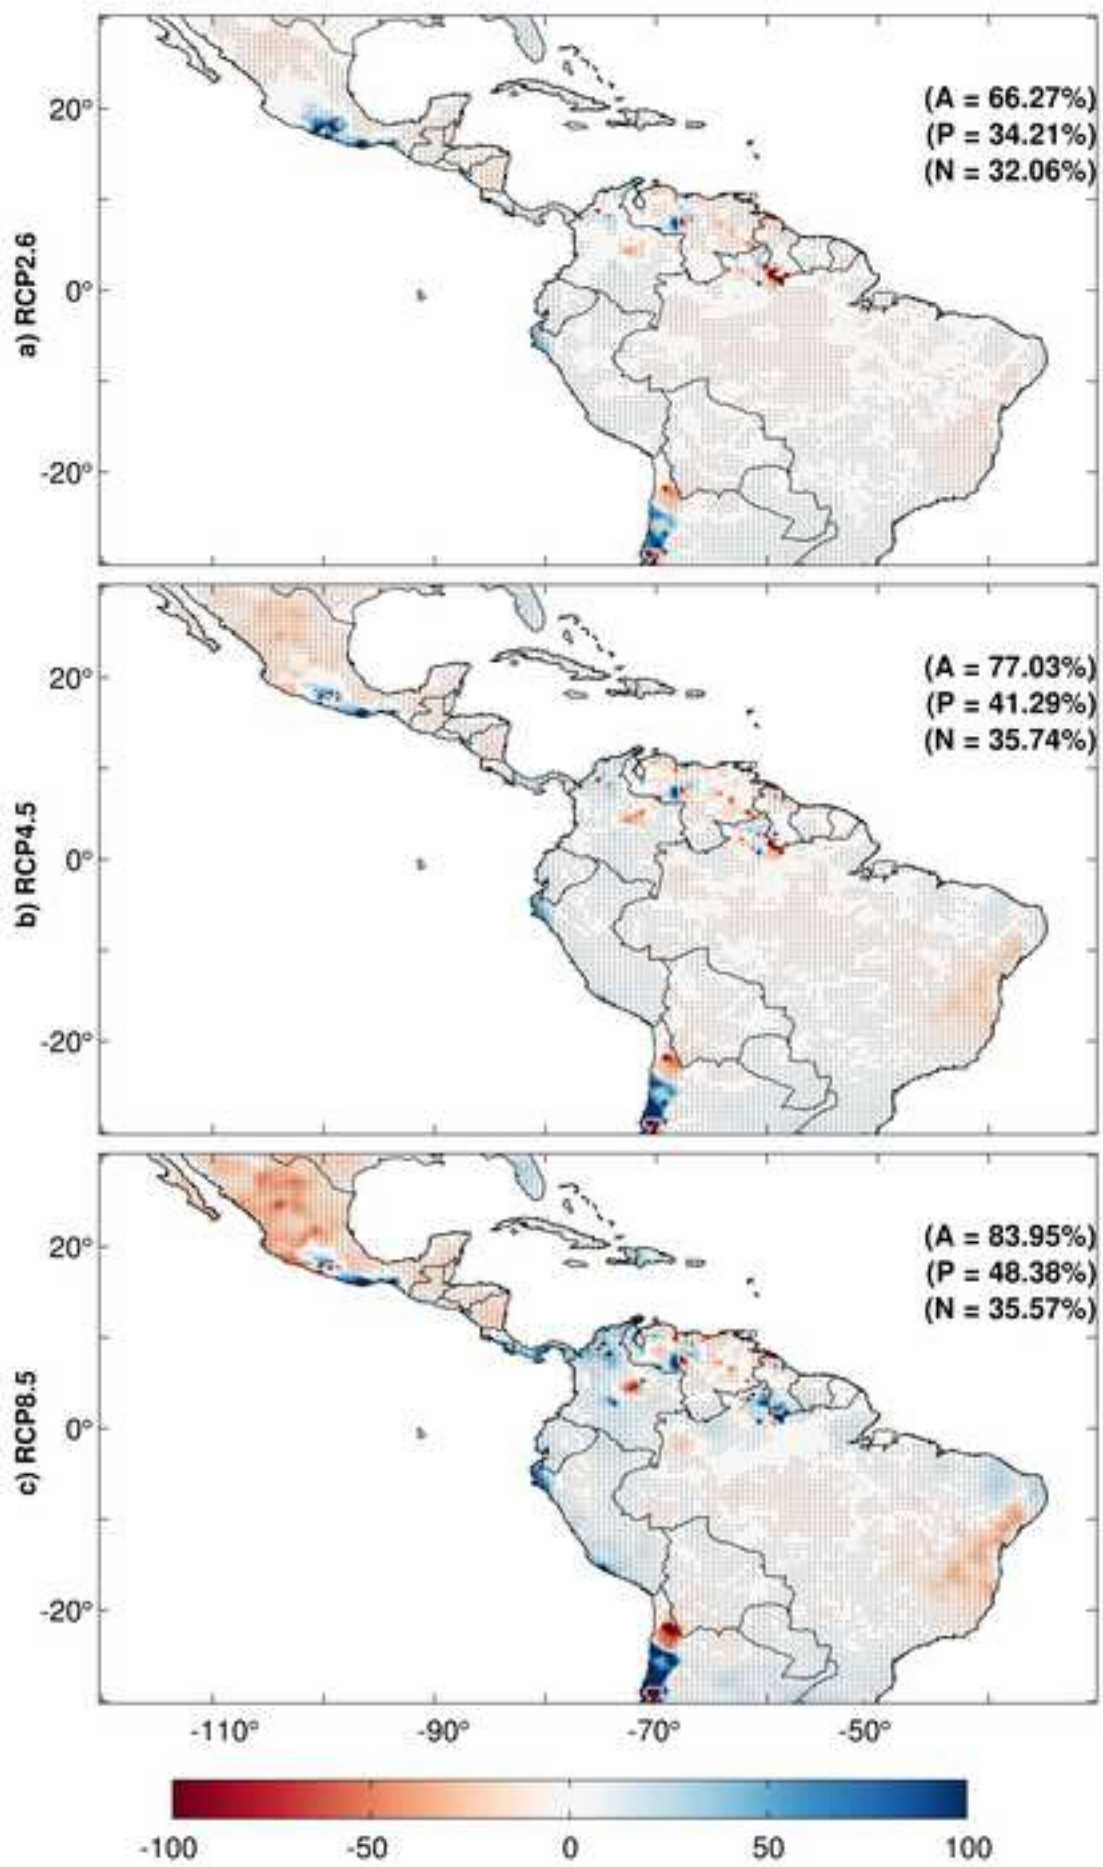 20°
0°
-20°
a) RCP2.6
(A = 66.27%)
(P = 34.21%)
(N = 32.06%)
20°
0°
-20°
b) RCP4.5
(A = 77.03%)
(P = 41.29%)
(N = 35.74%)
20°
0°
-20°
c) RCP8.5
(A = 83.95%)
(P = 48.38%)
(N = 35.57%)
-110° -90° -70° -50°
-100 -50 0 50 100